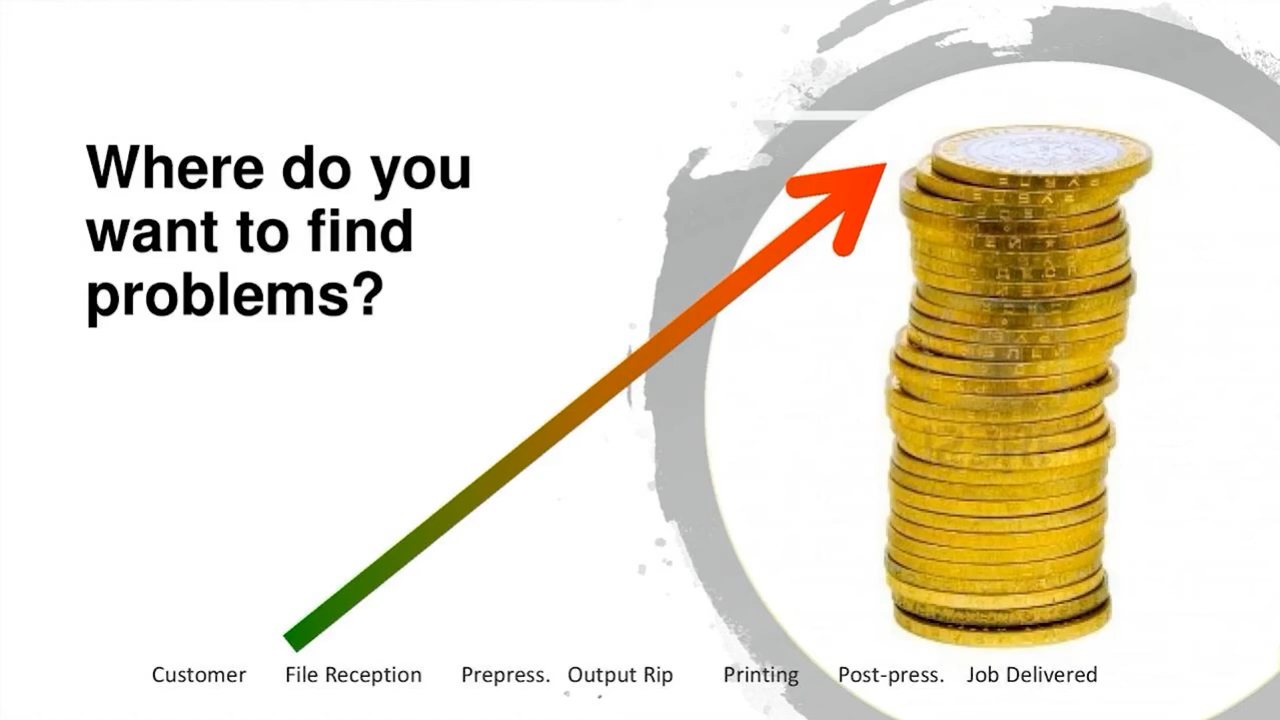 Where do you
want to find
problems?
Customer File Reception Prepress. Output Rip Printing Post-press. Job Delivered